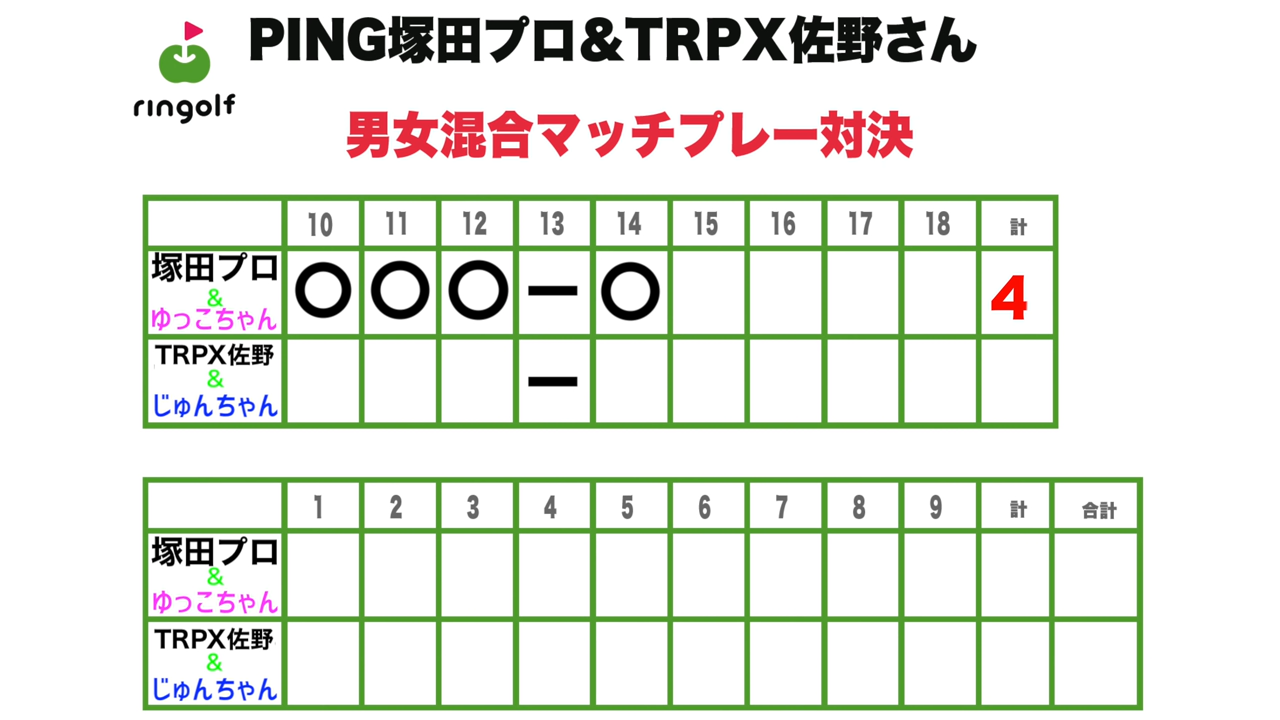 ringolf
PING塚田プロ&TRPX佐野さん
男女混合マッチプレー対決
10 11 12 13 14 15 16 17 18 計
塚田プロ
&
ゆっこちゃん
○ ○ ○ － ○ 4
TRPX佐野
&
じゅんちゃん
－
1 2 3 4 5 6 7 8 9 計 合計
塚田プロ
&
ゆっこちゃん
TRPX佐野
&
じゅんちゃん